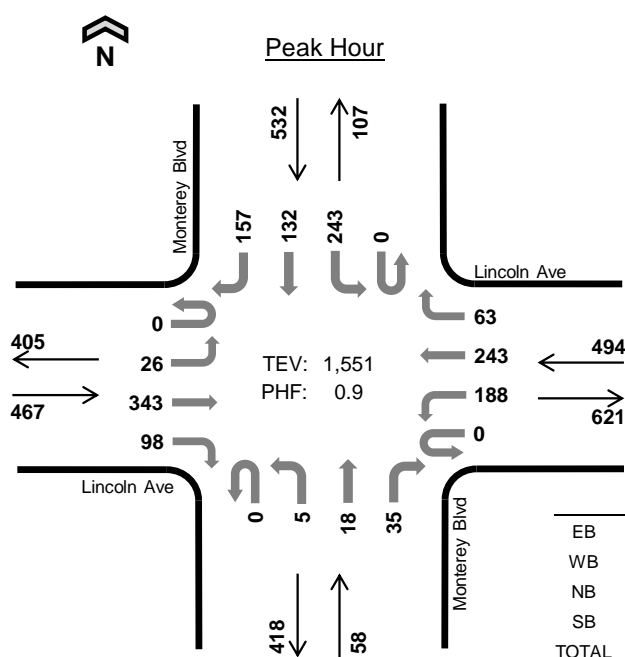 Peak Hour
N
532
107
Monterey Blvd
157
132
243
0
Lincoln Ave
0
63
405
26
TEV: 1,551
243
494
467
343
PHF: 0.9
188
621
98
0
Lincoln Ave
0
5
18
35
Monterey Blvd
418
58
EB
WB
NB
SB
TOTAL